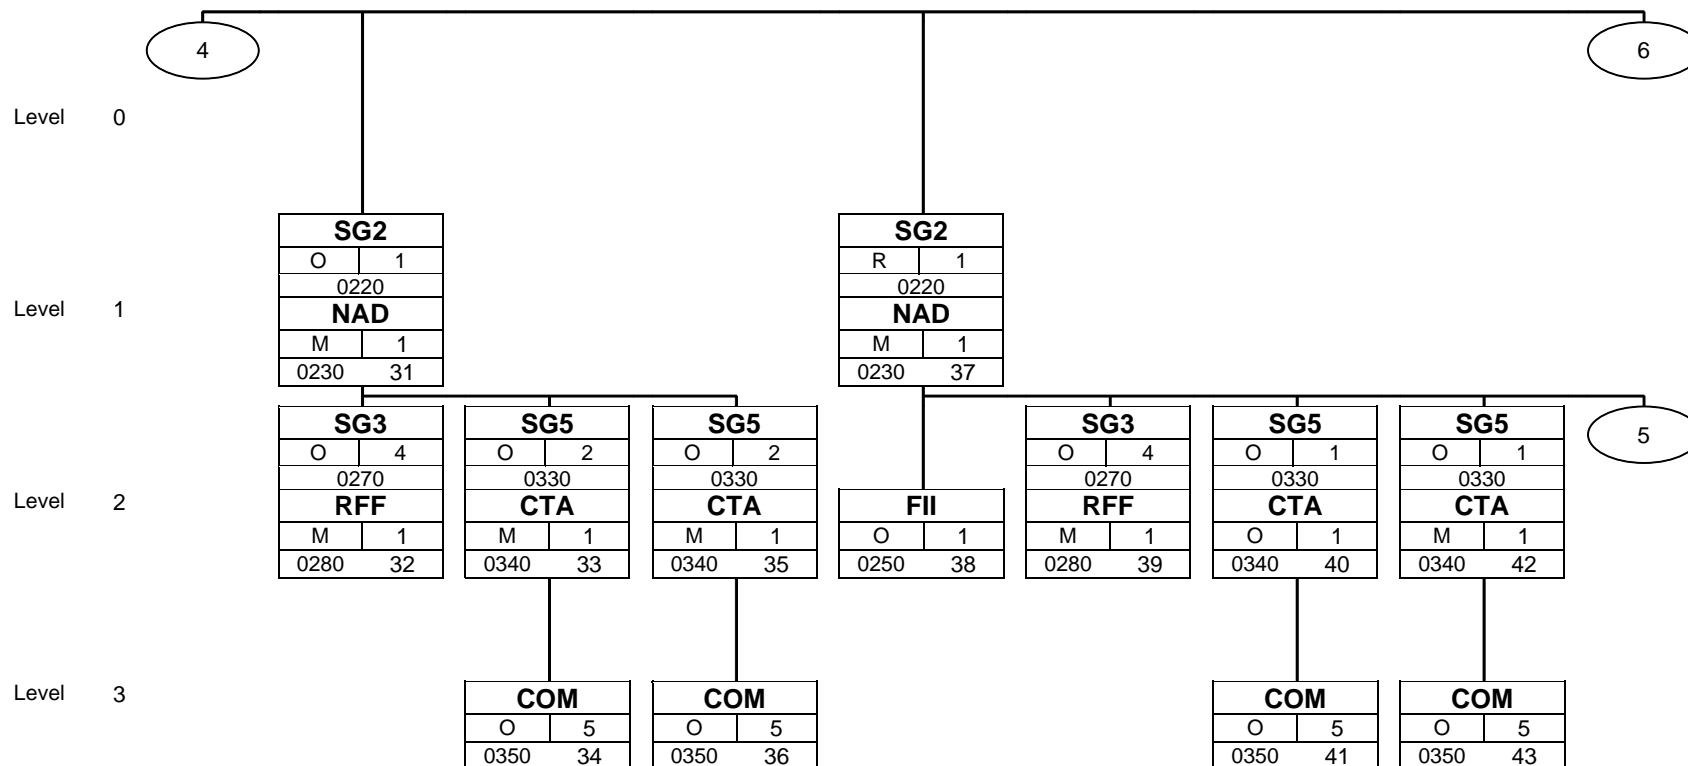 4 6
Level 0
SG2 SG2
O 1 R 1
0220 0220
Level 1
NAD NAD
M 1 M 1
0230 31 0230 37
SG3 SG5 SG5 SG3 SG5 SG5
O 4 O 2 O 2 O 4 O 1 O 1 5
0270 0330 0330 0270 0330 0330
Level 2
RFF CTA CTA FII RFF CTA CTA
M 1 M 1 M 1 O 1 M 1 O 1 M 1
0280 32 0340 33 0340 35 0250 38 0280 39 0340 40 0340 42
Level 3
COM COM COM COM
O 5 O 5 O 5 O 5
0350 34 0350 36 0350 41 0350 43